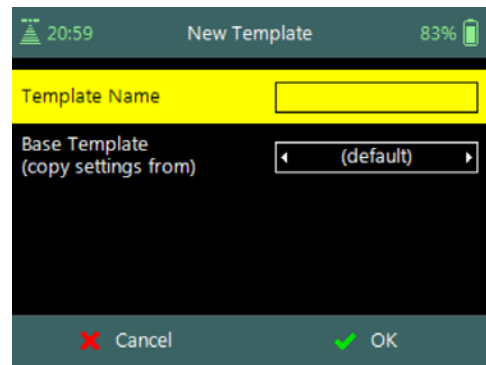 20:59 New Template 83%
Template Name
Base Template
(copy settings from)
(default)
Cancel OK